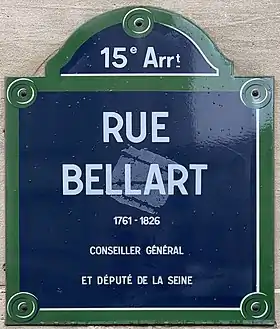 15e Arrt
RUE
BELLART
1761 - 1826
CONSEILLER GÉNÉRAL
ET DÉPUTÉ DE LA SEINE